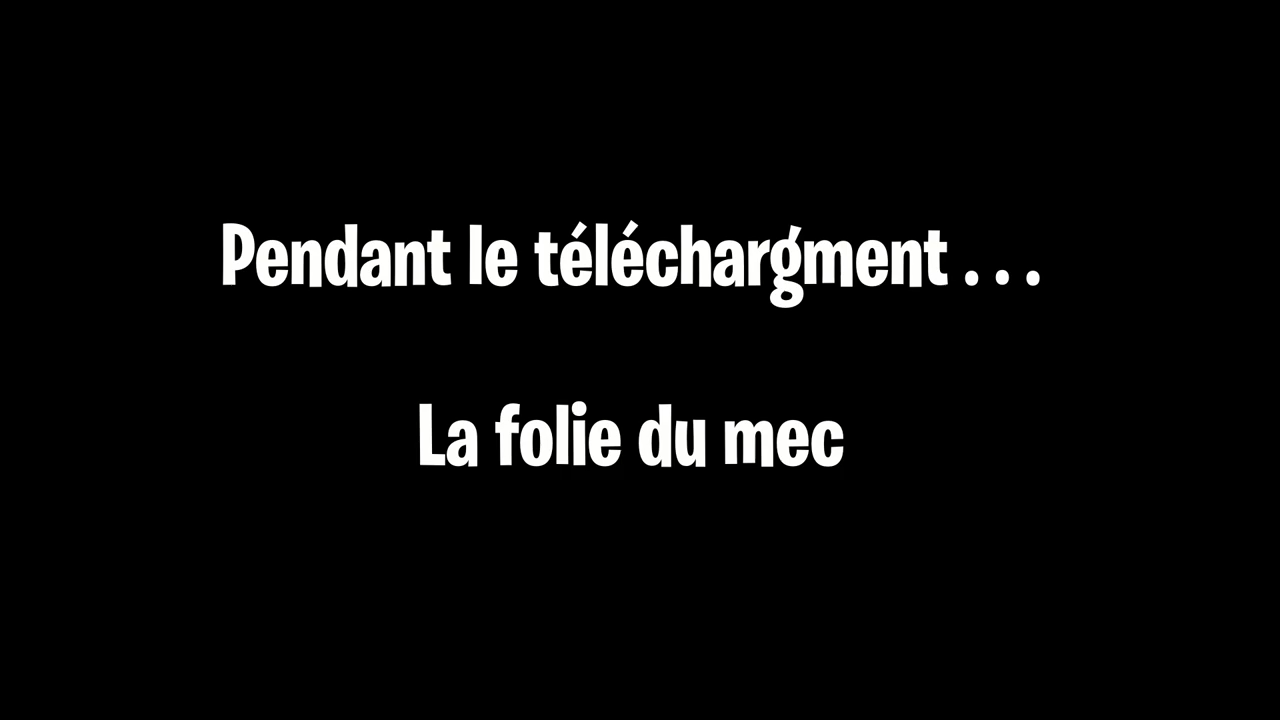 Pendant le téléchargment . . .
La folie du mec